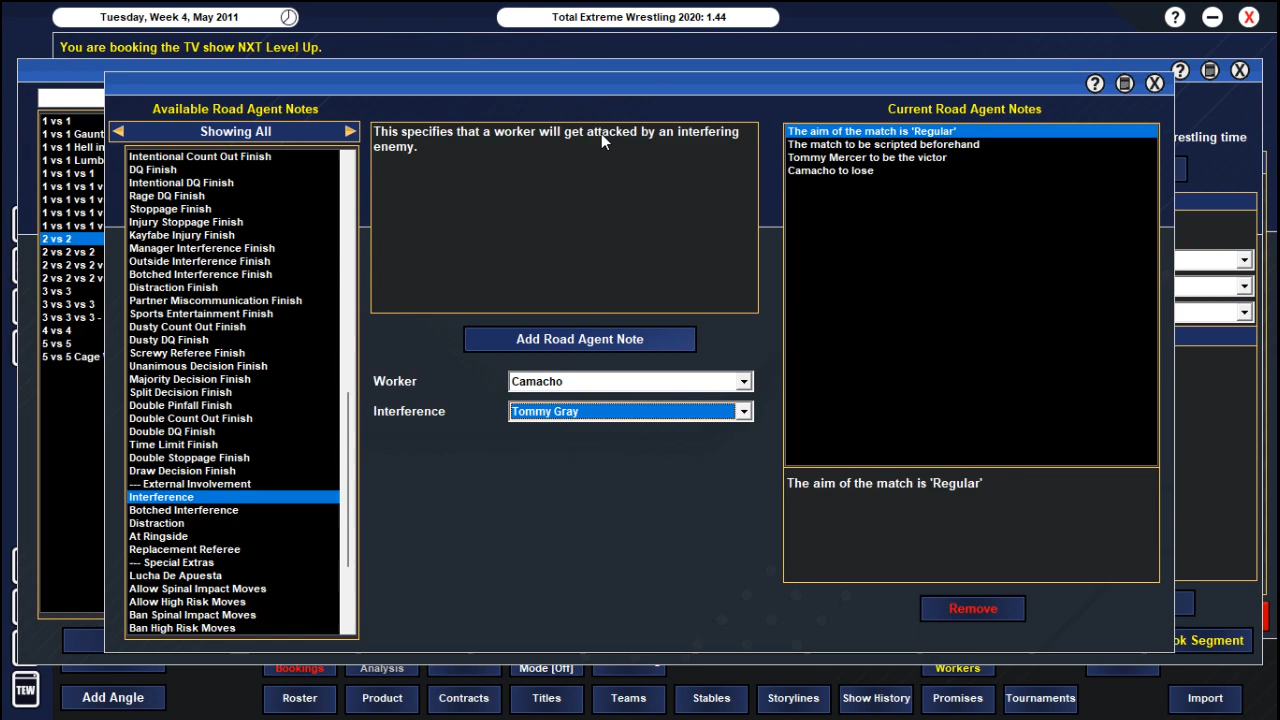 Tuesday, Week 4, May 2011
Total Extreme Wrestling 2020: 1.44
?
X
You are booking the TV show NXT Level Up.
?
X
?
X
Available Road Agent Notes
Showing All
Intentional Count Out Finish
DQ Finish
Intentional DQ Finish
Rage DQ Finish
Stoppage Finish
Injury Stoppage Finish
Kayfabe Injury Finish
Manager Interference Finish
Outside Interference Finish
Botched Interference Finish
Distraction Finish
Partner Miscommunication Finish
Sports Entertainment Finish
Dusty Count Out Finish
Dusty DQ Finish
Screwy Referee Finish
Unanimous Decision Finish
Majority Decision Finish
Split Decision Finish
Double Pinfall Finish
Double Count Out Finish
Double DQ Finish
Time Limit Finish
Double Stoppage Finish
Draw Decision Finish
--- External Involvement
Interference
Botched Interference
Distraction
At Ringside
Replacement Referee
--- Special Extras
Lucha De Apuesta
Allow Spinal Impact Moves
Allow High Risk Moves
Ban Spinal Impact Moves
Ban High Risk Moves
1 vs 1
1 vs 1 Gaunt
1 vs 1 Hell in
1 vs 1 Lumb
1 vs 1 vs 1
1 vs 1 vs 1 v
1 vs 1 vs 1 v
1 vs 1 vs 1 v
1 vs 1 vs 1 v
2 vs 2
2 vs 2 vs 2
2 vs 2 vs 2 v
2 vs 2 vs 2 v
3 vs 3
3 vs 3 vs 3
3 vs 3 vs 3 -
4 vs 4
5 vs 5
5 vs 5 Cage
This specifies that a worker will get attacked by an interfering
enemy.
Add Road Agent Note
Worker
Camacho
Interference
Tommy Gray
Current Road Agent Notes
The aim of the match is 'Regular'
The match to be scripted beforehand
Tommy Mercer to be the victor
Camacho to lose
The aim of the match is 'Regular'
Remove
restling time
ok Segment
TEW
Add Angle
Bookings
Analysis
Mode [Off]
Workers
Roster
Product
Contracts
Titles
Teams
Stables
Storylines
Show History
Promises
Tournaments
Import